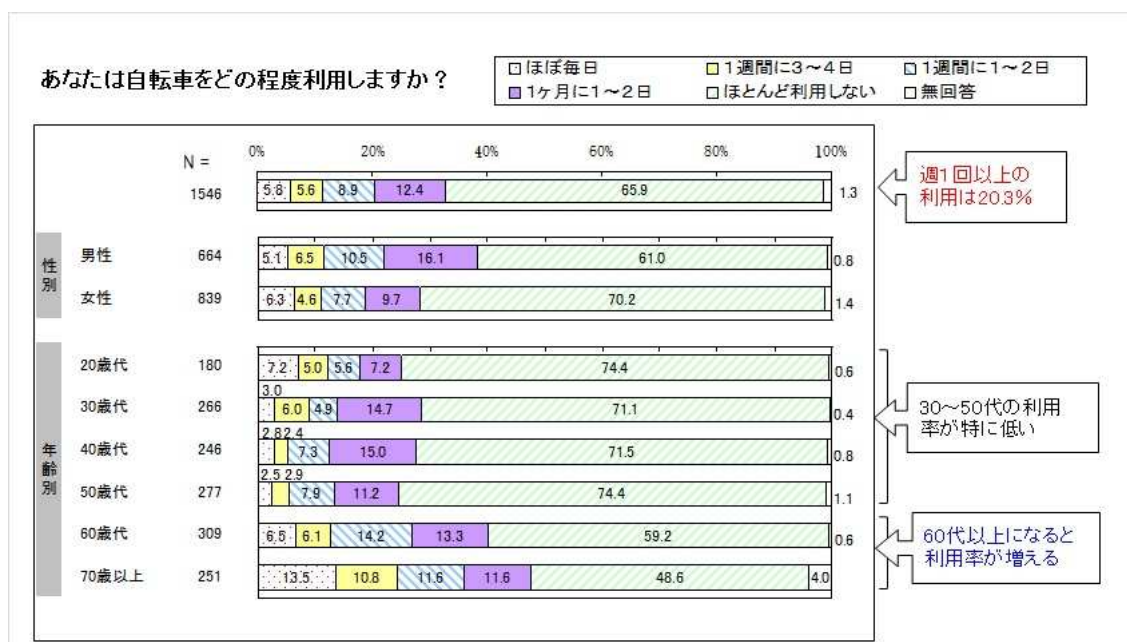 あなたは自転車をどの程度利用しますか？
ほぼ毎日 1週間に3～4日 1週間に1～2日
1ヶ月に1～2日 ほとんど利用しない 無回答
N = 0% 20% 40% 60% 80% 100%
1546 5.8 5.6 8.9 12.4 65.9 1.3
週1回以上の
利用は20.3%
性別
男性 664 5.1 6.5 10.5 16.1 61.0 0.8
女性 839 6.3 4.6 7.7 9.7 70.2 1.4
年齢別
20歳代 180 7.2 5.0 5.6 7.2 74.4 0.6
30歳代 266 3.0 6.0 4.9 14.7 71.1 0.4
40歳代 246 2.8 2.4 7.3 15.0 71.5 0.8
50歳代 277 2.5 2.9 7.9 11.2 74.4 1.1
60歳代 309 6.5 6.1 14.2 13.3 59.2 0.6
70歳以上 251 13.5 10.8 11.6 11.6 48.6 4.0
30～50代の利用
率が特に低い
60代以上になると
利用率が増える